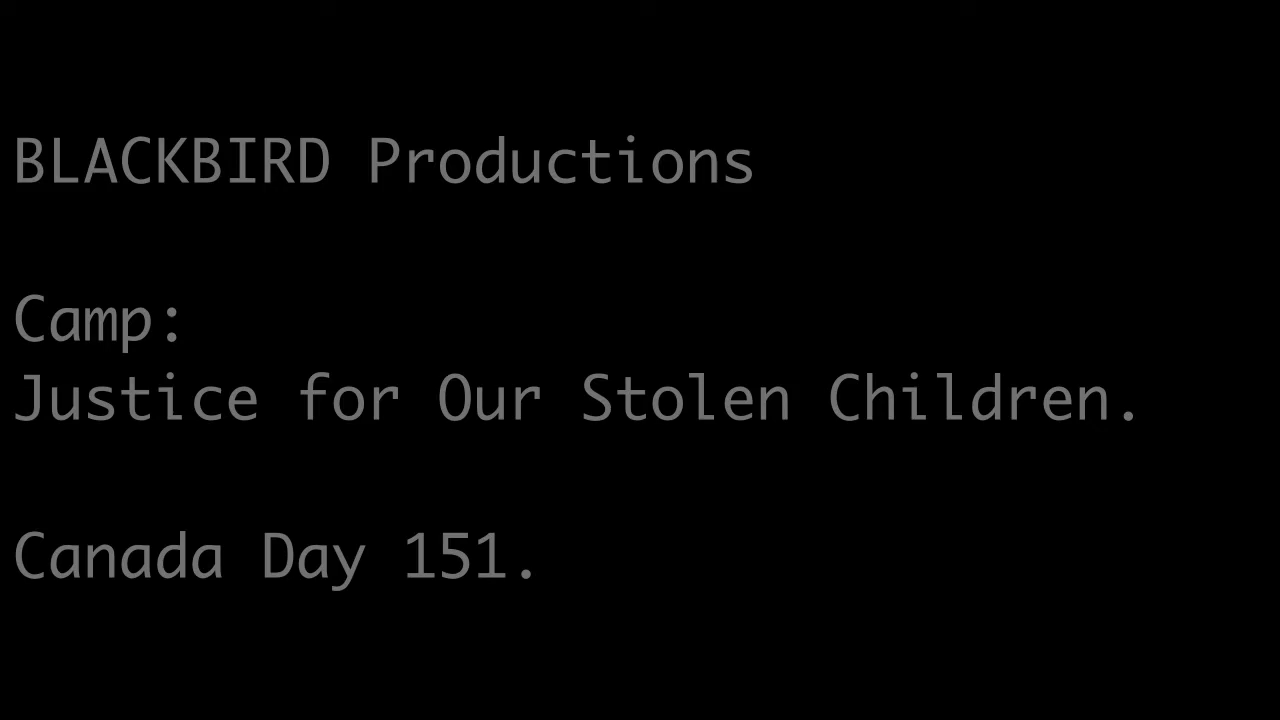 BLACKBIRD Productions
Camp:
Justice for Our Stolen Children.
Canada Day 151.